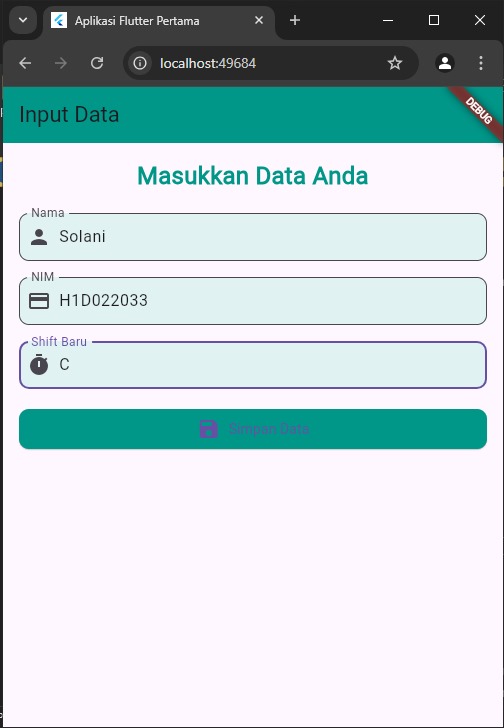 Aplikasi Flutter Pertama
localhost:49684
Input Data
DEBUG
Masukkan Data Anda
Nama
Solani
NIM
H1D022033
Shift Baru
C
Simpan Data